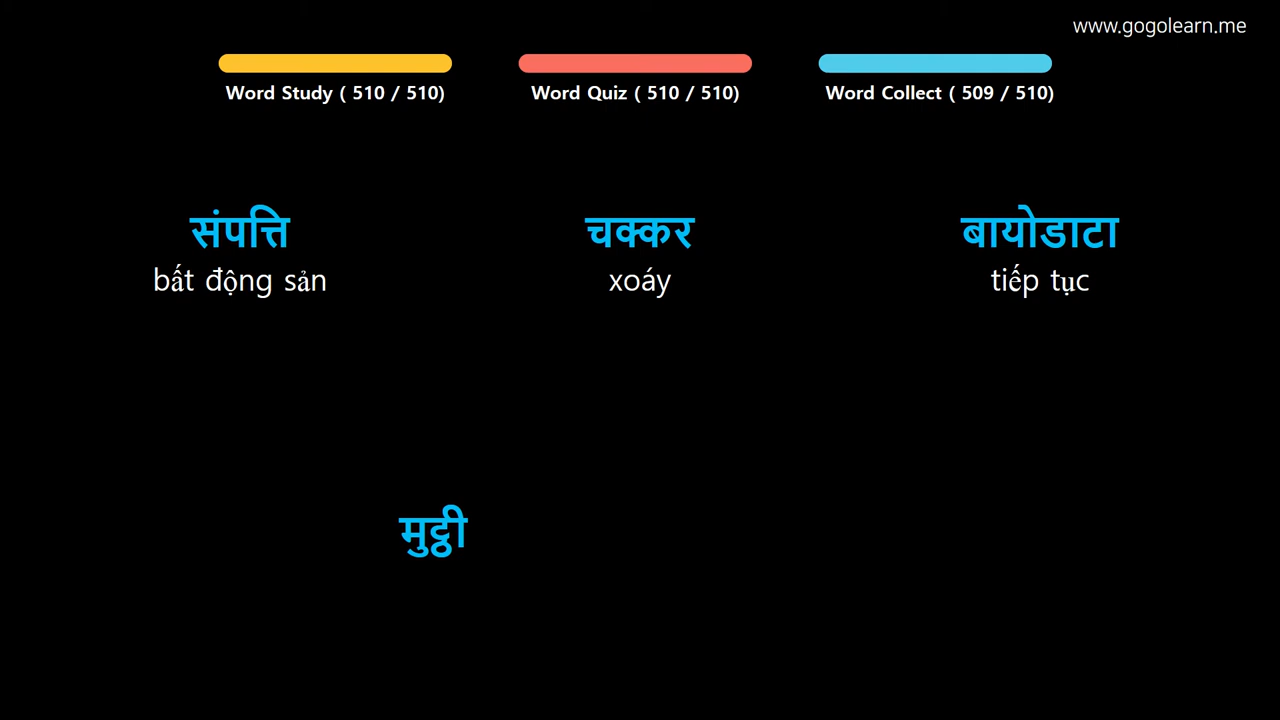 www.gogolearn.me
Word Study ( 510 / 510)
Word Quiz ( 510 / 510)
Word Collect ( 509 / 510)
संपत्ति
bất động sản
चक्कर
xoáy
बायोडाटा
tiếp tục
मुट्ठी